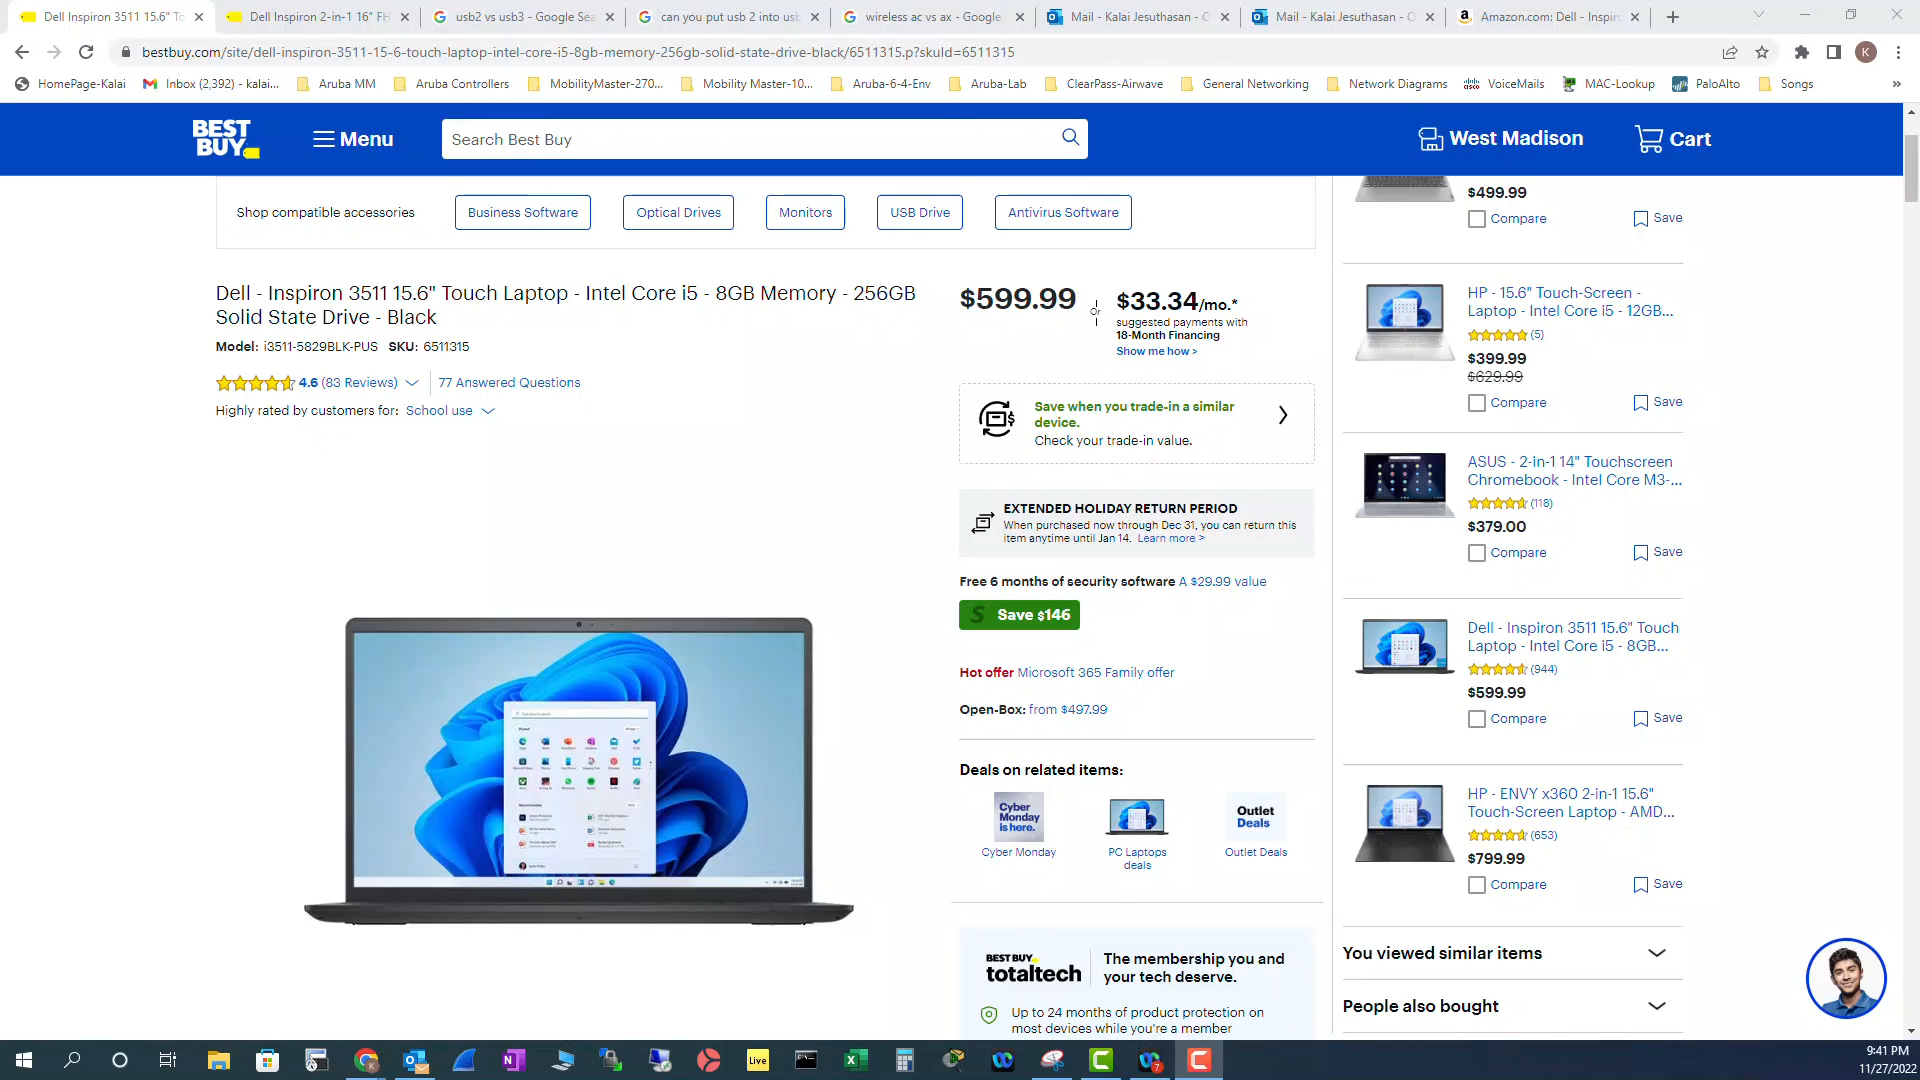 Dell Inspiron 3511 15.6" To
Dell Inspiron 2-in-1 16" FH
usb2 vs usb3 - Google Sea
can you put usb 2 into usb
wireless ac vs ax - Google
Mail - Kalai Jesuthasan - O
Mail - Kalai Jesuthasan - O
Amazon.com: Dell - Inspiro
bestbuy.com/site/dell-inspiron-3511-15-6-touch-laptop-intel-core-i5-8gb-memory-256gb-solid-state-drive-black/6511315.p?skuId=6511315
K
HomePage-Kalai
Inbox (2,392) - kalai...
Aruba MM
Aruba Controllers
MobilityMaster-270...
Mobility Master-10...
Aruba-6-4-Env
Aruba-Lab
ClearPass-Airwave
General Networking
Network Diagrams
VoiceMails
MAC-Lookup
PaloAlto
Songs
BEST
BUY
Menu
Search Best Buy
West Madison
Cart
Shop compatible accessories
Business Software
Optical Drives
Monitors
USB Drive
Antivirus Software
Dell - Inspiron 3511 15.6" Touch Laptop - Intel Core i5 - 8GB Memory - 256GB
Solid State Drive - Black
Model: i3511-5829BLK-PUS SKU: 6511315
4.6 (83 Reviews)
77 Answered Questions
Highly rated by customers for: School use
$599.99
Or
$33.34/mo.*
suggested payments with
18-Month Financing
Show me how >
Save when you trade-in a similar
device.
Check your trade-in value.
EXTENDED HOLIDAY RETURN PERIOD
When purchased now through Dec 31, you can return this
item anytime until Jan 14. Learn more >
Free 6 months of security software A $29.99 value
S Save $146
Hot offer Microsoft 365 Family offer
Open-Box: from $497.99
Deals on related items:
Cyber
Monday
is here.
Cyber Monday
PC Laptops
deals
Outlet
Deals
Outlet Deals
BEST BUY
totaltech
The membership you and
your tech deserve.
Up to 24 months of product protection on
most devices while you're a member
$499.99
Compare
Save
HP - 15.6" Touch-Screen -
Laptop - Intel Core i5 - 12GB...
(5)
$399.99
$629.99
Compare
Save
ASUS - 2-in-1 14" Touchscreen
Chromebook - Intel Core M3-...
(118)
$379.00
Compare
Save
Dell - Inspiron 3511 15.6" Touch
Laptop - Intel Core i5 - 8GB...
(944)
$599.99
Compare
Save
HP - ENVY x360 2-in-1 15.6"
Touch-Screen Laptop - AMD...
(653)
$799.99
Compare
Save
You viewed similar items
People also bought
Live
9:41 PM
11/27/2022